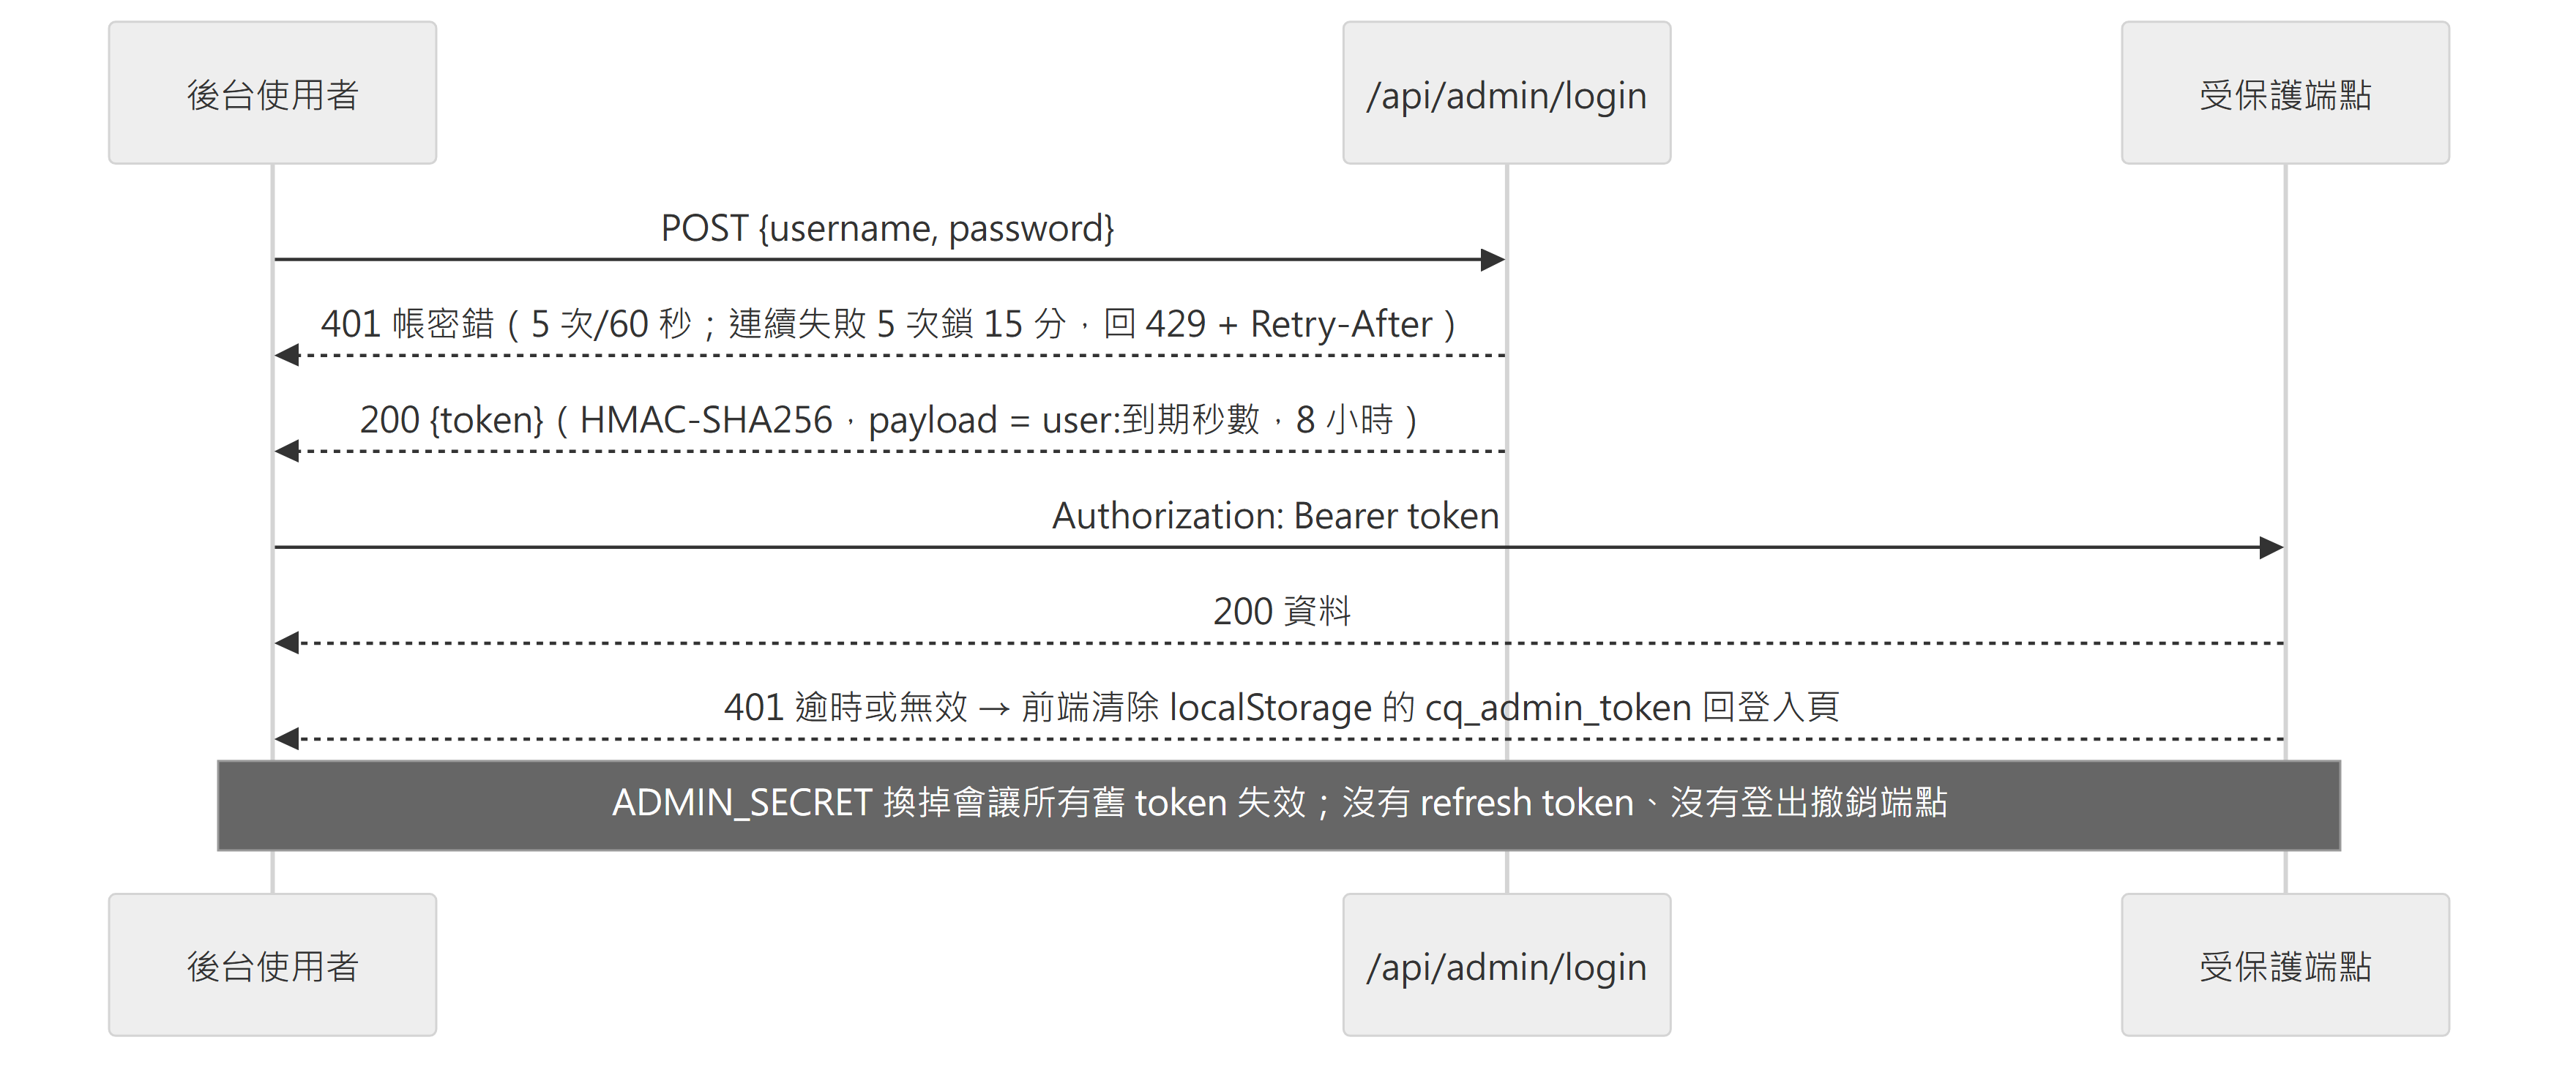 後台使用者
/api/admin/login
受保護端點
POST {username, password}
401 帳密錯（5 次/60 秒；連續失敗 5 次鎖 15 分，回 429 + Retry-After）
200 {token}（HMAC-SHA256，payload = user:到期秒數，8 小時）
Authorization: Bearer token
200 資料
401 逾時或無效 → 前端清除 localStorage 的 cq_admin_token 回登入頁
ADMIN_SECRET 換掉會讓所有舊 token 失效；沒有 refresh token、沒有登出撤銷端點
後台使用者
/api/admin/login
受保護端點